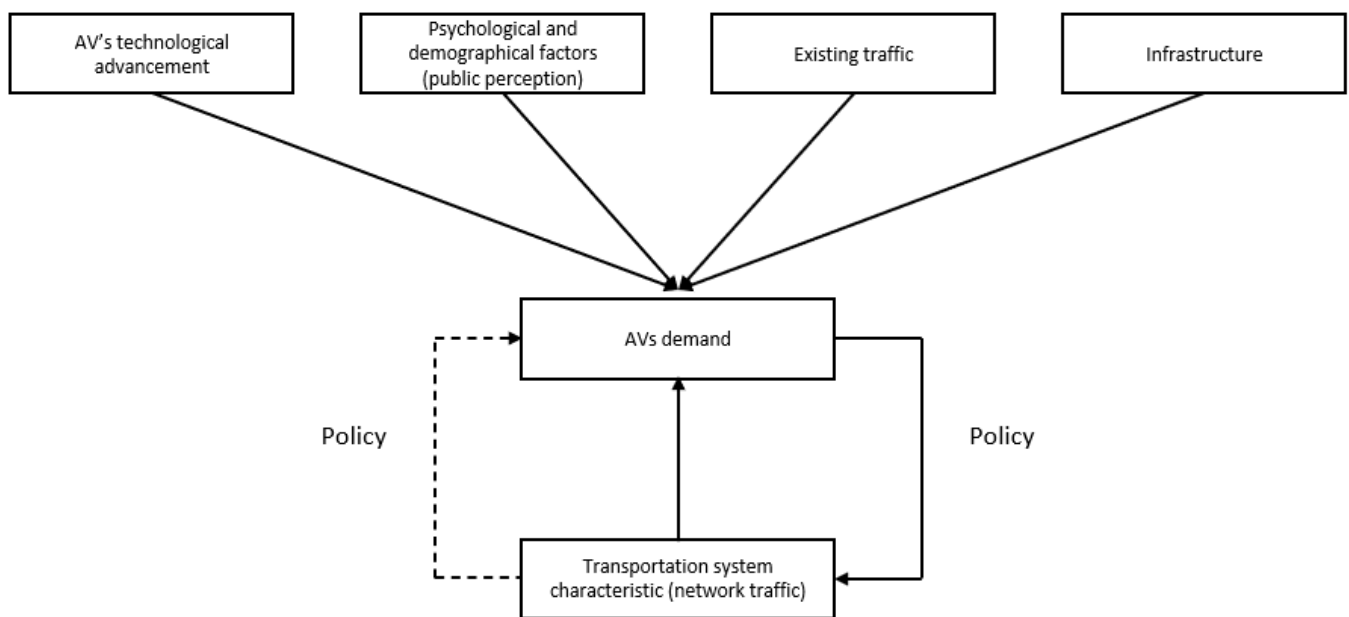 AV's technological
advancement
Psychological and
demographical factors
(public perception)
Existing traffic
Infrastructure
AVs demand
Policy
Policy
Transportation system
characteristic (network traffic)